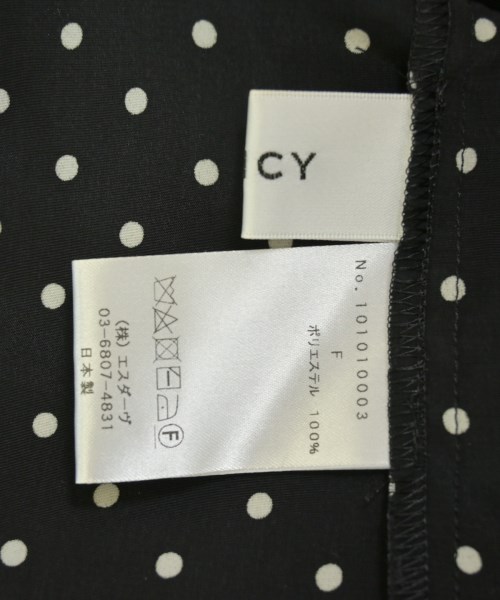 CY
No. 101010003
F
ポリエステル 100%
F
(株) エスダーヴ
03-6807-4831
日本製